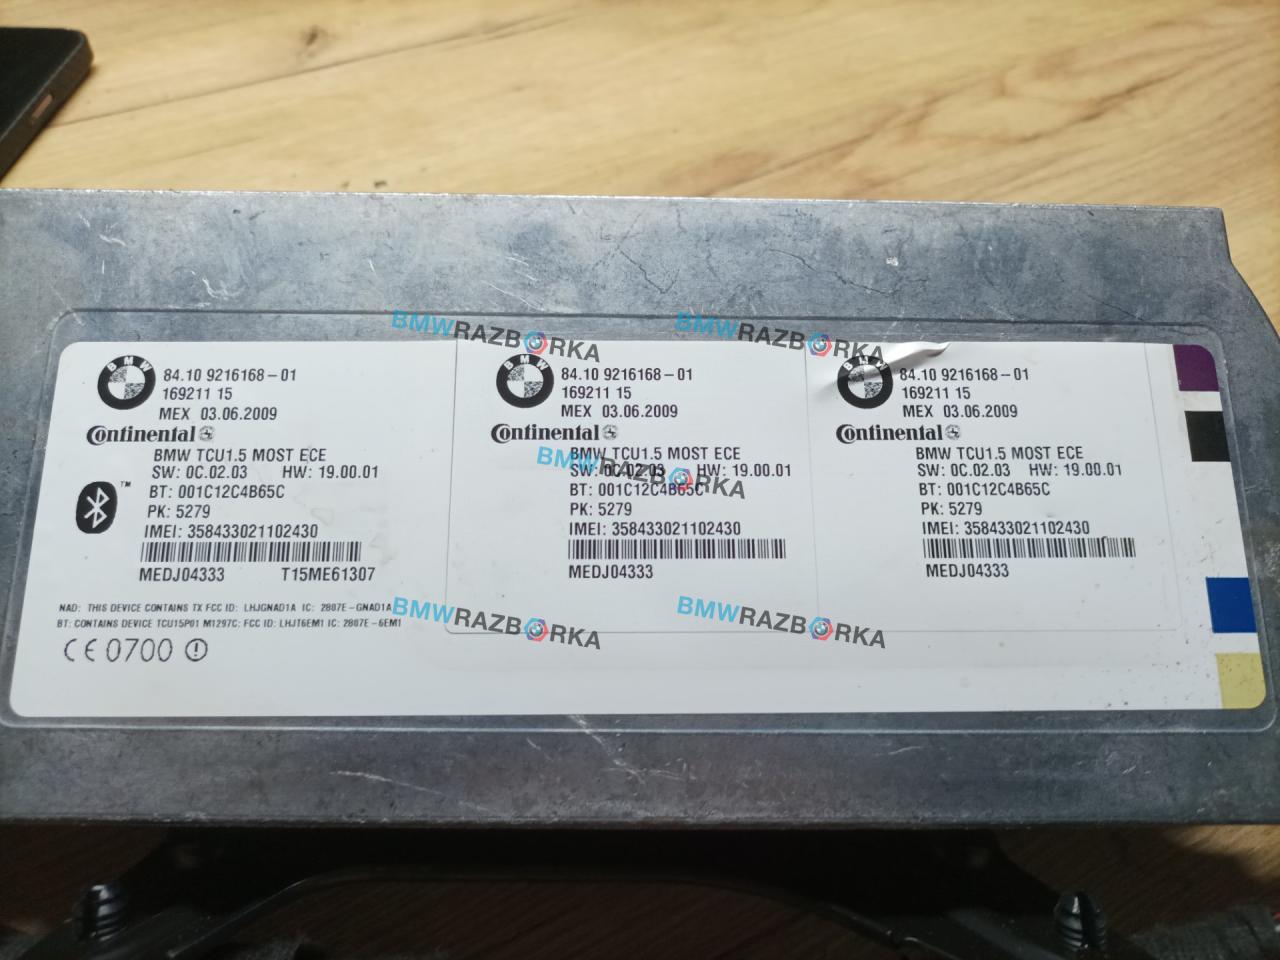 BMW
84.10 9216168-01
169211 15
MEX 03.06.2009
Continental
BMW TCU1.5 MOST ECE
SW: 0C.02.03 HW: 19.00.01
BT: 001C12C4B65C
PK: 5279
IMEI: 358433021102430
MEDJ04333 T15ME61307
NAD: THIS DEVICE CONTAINS TX FCC ID: LHJGNAD1A IC: 2807E-GNAD1A
BT: CONTAINS DEVICE TCU15P01 M1297C: FCC ID: LHJT6EM1 IC: 2807E-6EM1
CE 0700
BMW
84.10 9216168-01
169211 15
MEX 03.06.2009
Continental
BMW TCU1.5 MOST ECE
SW: 0C.02.03 HW: 19.00.01
BT: 001C12C4B65C
PK: 5279
IMEI: 358433021102430
MEDJ04333
BMW
84.10 9216168-01
169211 15
MEX 03.06.2009
Continental
BMW TCU1.5 MOST ECE
SW: 0C.02.03 HW: 19.00.01
BT: 001C12C4B65C
PK: 5279
IMEI: 358433021102430
MEDJ04333
BMWRAZBORKA
BMWRAZBORKA
BMWRAZBORKA
BMWRAZBORKA
BMWRAZBORKA